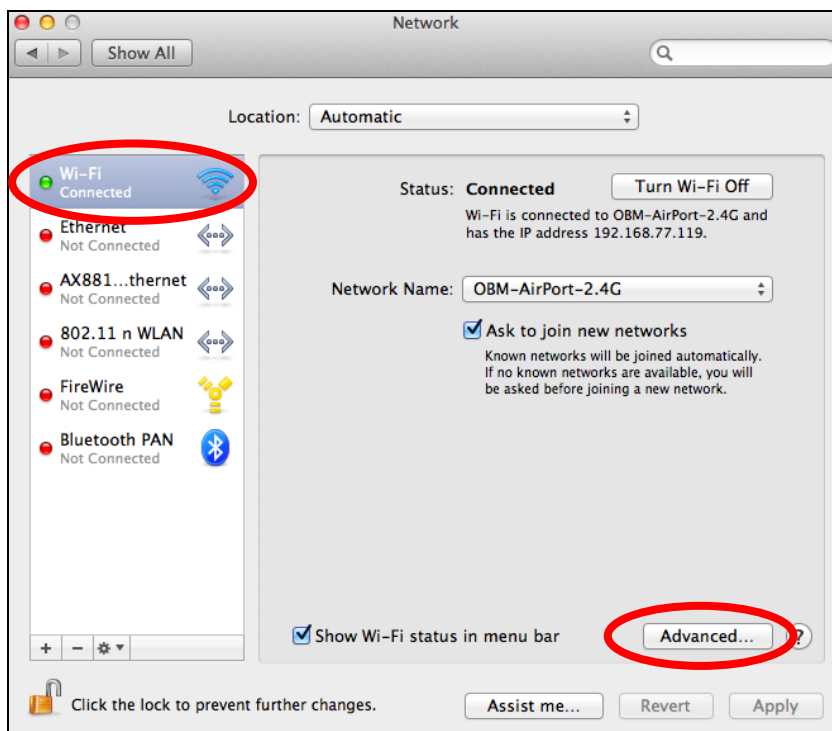 Network
Show All
Location: Automatic
Wi-Fi
Connected
Ethernet
Not Connected
AX881...thernet
Not Connected
802.11 n WLAN
Not Connected
FireWire
Not Connected
Bluetooth PAN
Not Connected
+ −
Status: Connected
Turn Wi-Fi Off
Wi-Fi is connected to OBM-AirPort-2.4G and
has the IP address 192.168.77.119.
Network Name: OBM-AirPort-2.4G
Ask to join new networks
Known networks will be joined automatically.
If no known networks are available, you will
be asked before joining a new network.
Show Wi-Fi status in menu bar
Advanced...
?
Click the lock to prevent further changes.
Assist me...
Revert
Apply